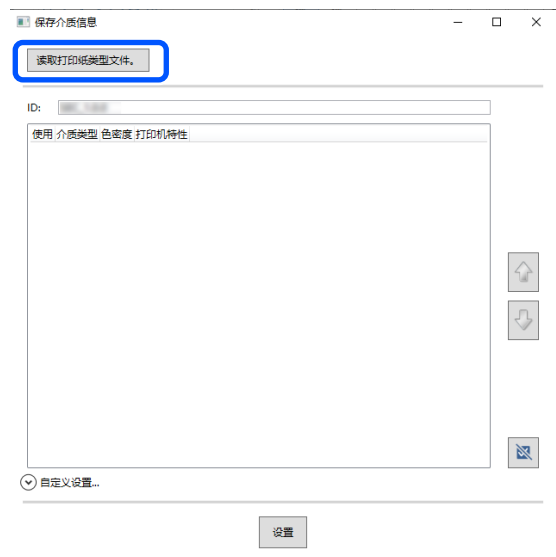 保存介质信息
读取打印纸类型文件。
ID:
使用 介质类型 色密度 打印机特性
自定义设置...
设置